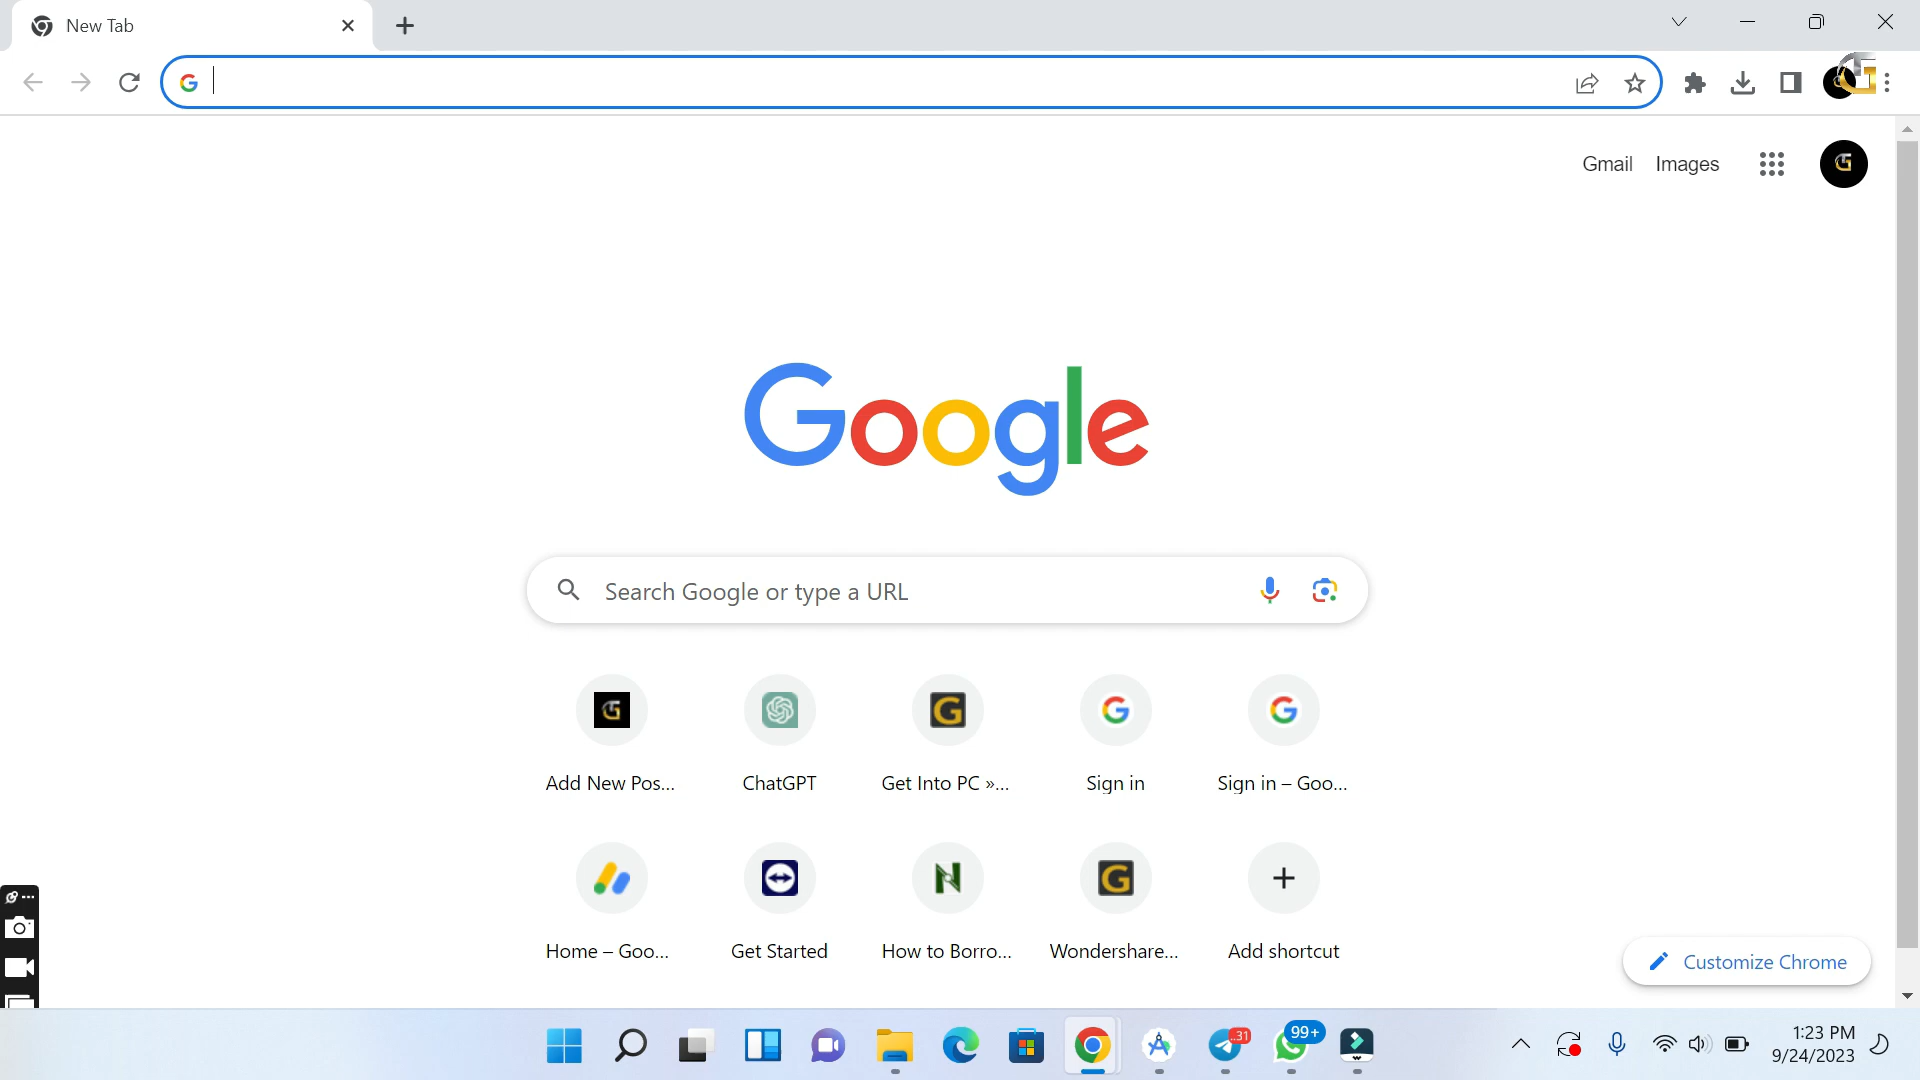 New Tab
Gmail Images
Google
Search Google or type a URL
Add New Pos... ChatGPT Get Into PC »... Sign in Sign in – Goo...
Home – Goo... Get Started How to Borro... Wondershare... Add shortcut
Customize Chrome
31 99+
1:23 PM
9/24/2023